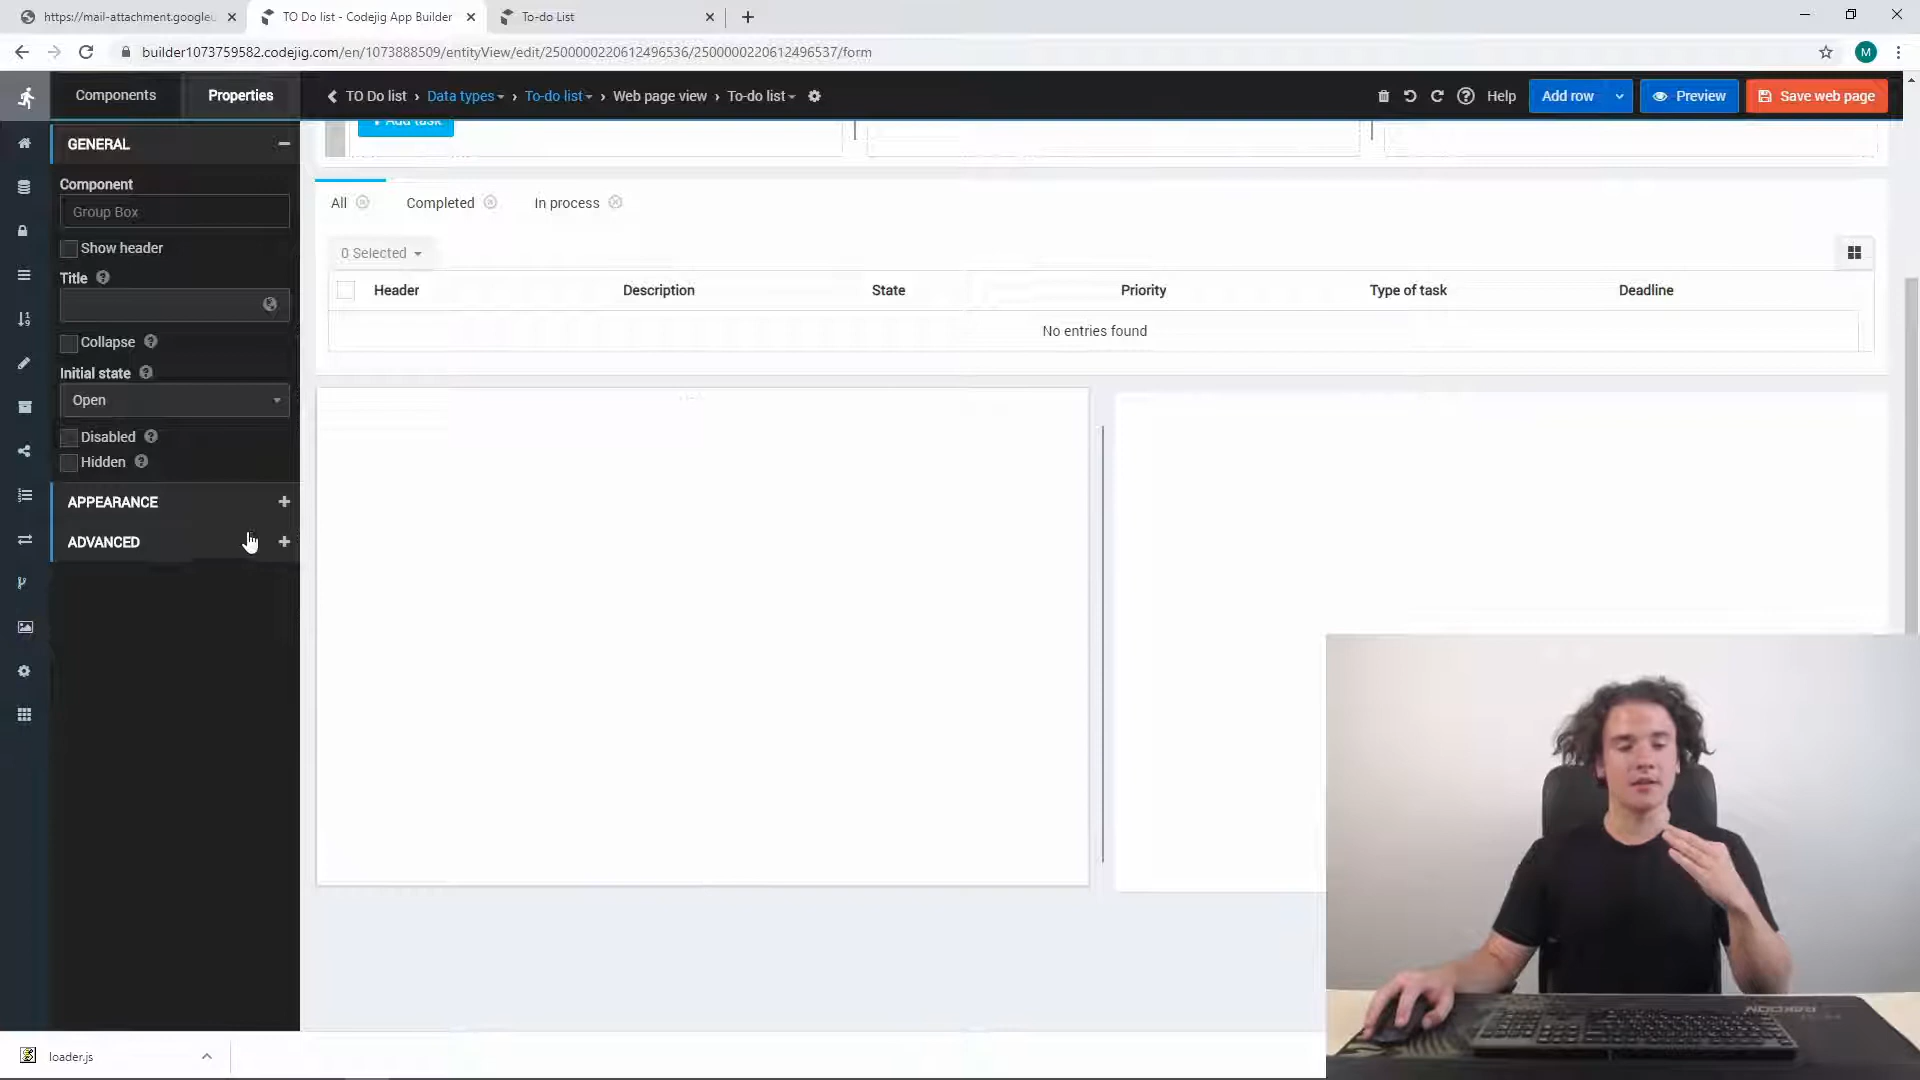 https://mail-attachment.googleu
TO Do list - Codejig App Builder
To-do List
builder1073759582.codejig.com/en/1073888509/entityView/edit/2500000220612496536/2500000220612496537/form
M
Components
Properties
TO Do list › Data types › To-do list › Web page view › To-do list
Help
Add row
Preview
Save web page
GENERAL
Component
Group Box
Show header
Title
Collapse
Initial state
Open
Disabled
Hidden
APPEARANCE
ADVANCED
Add task
All
Completed
In process
0 Selected
Header
Description
State
Priority
Type of task
Deadline
No entries found
loader.js